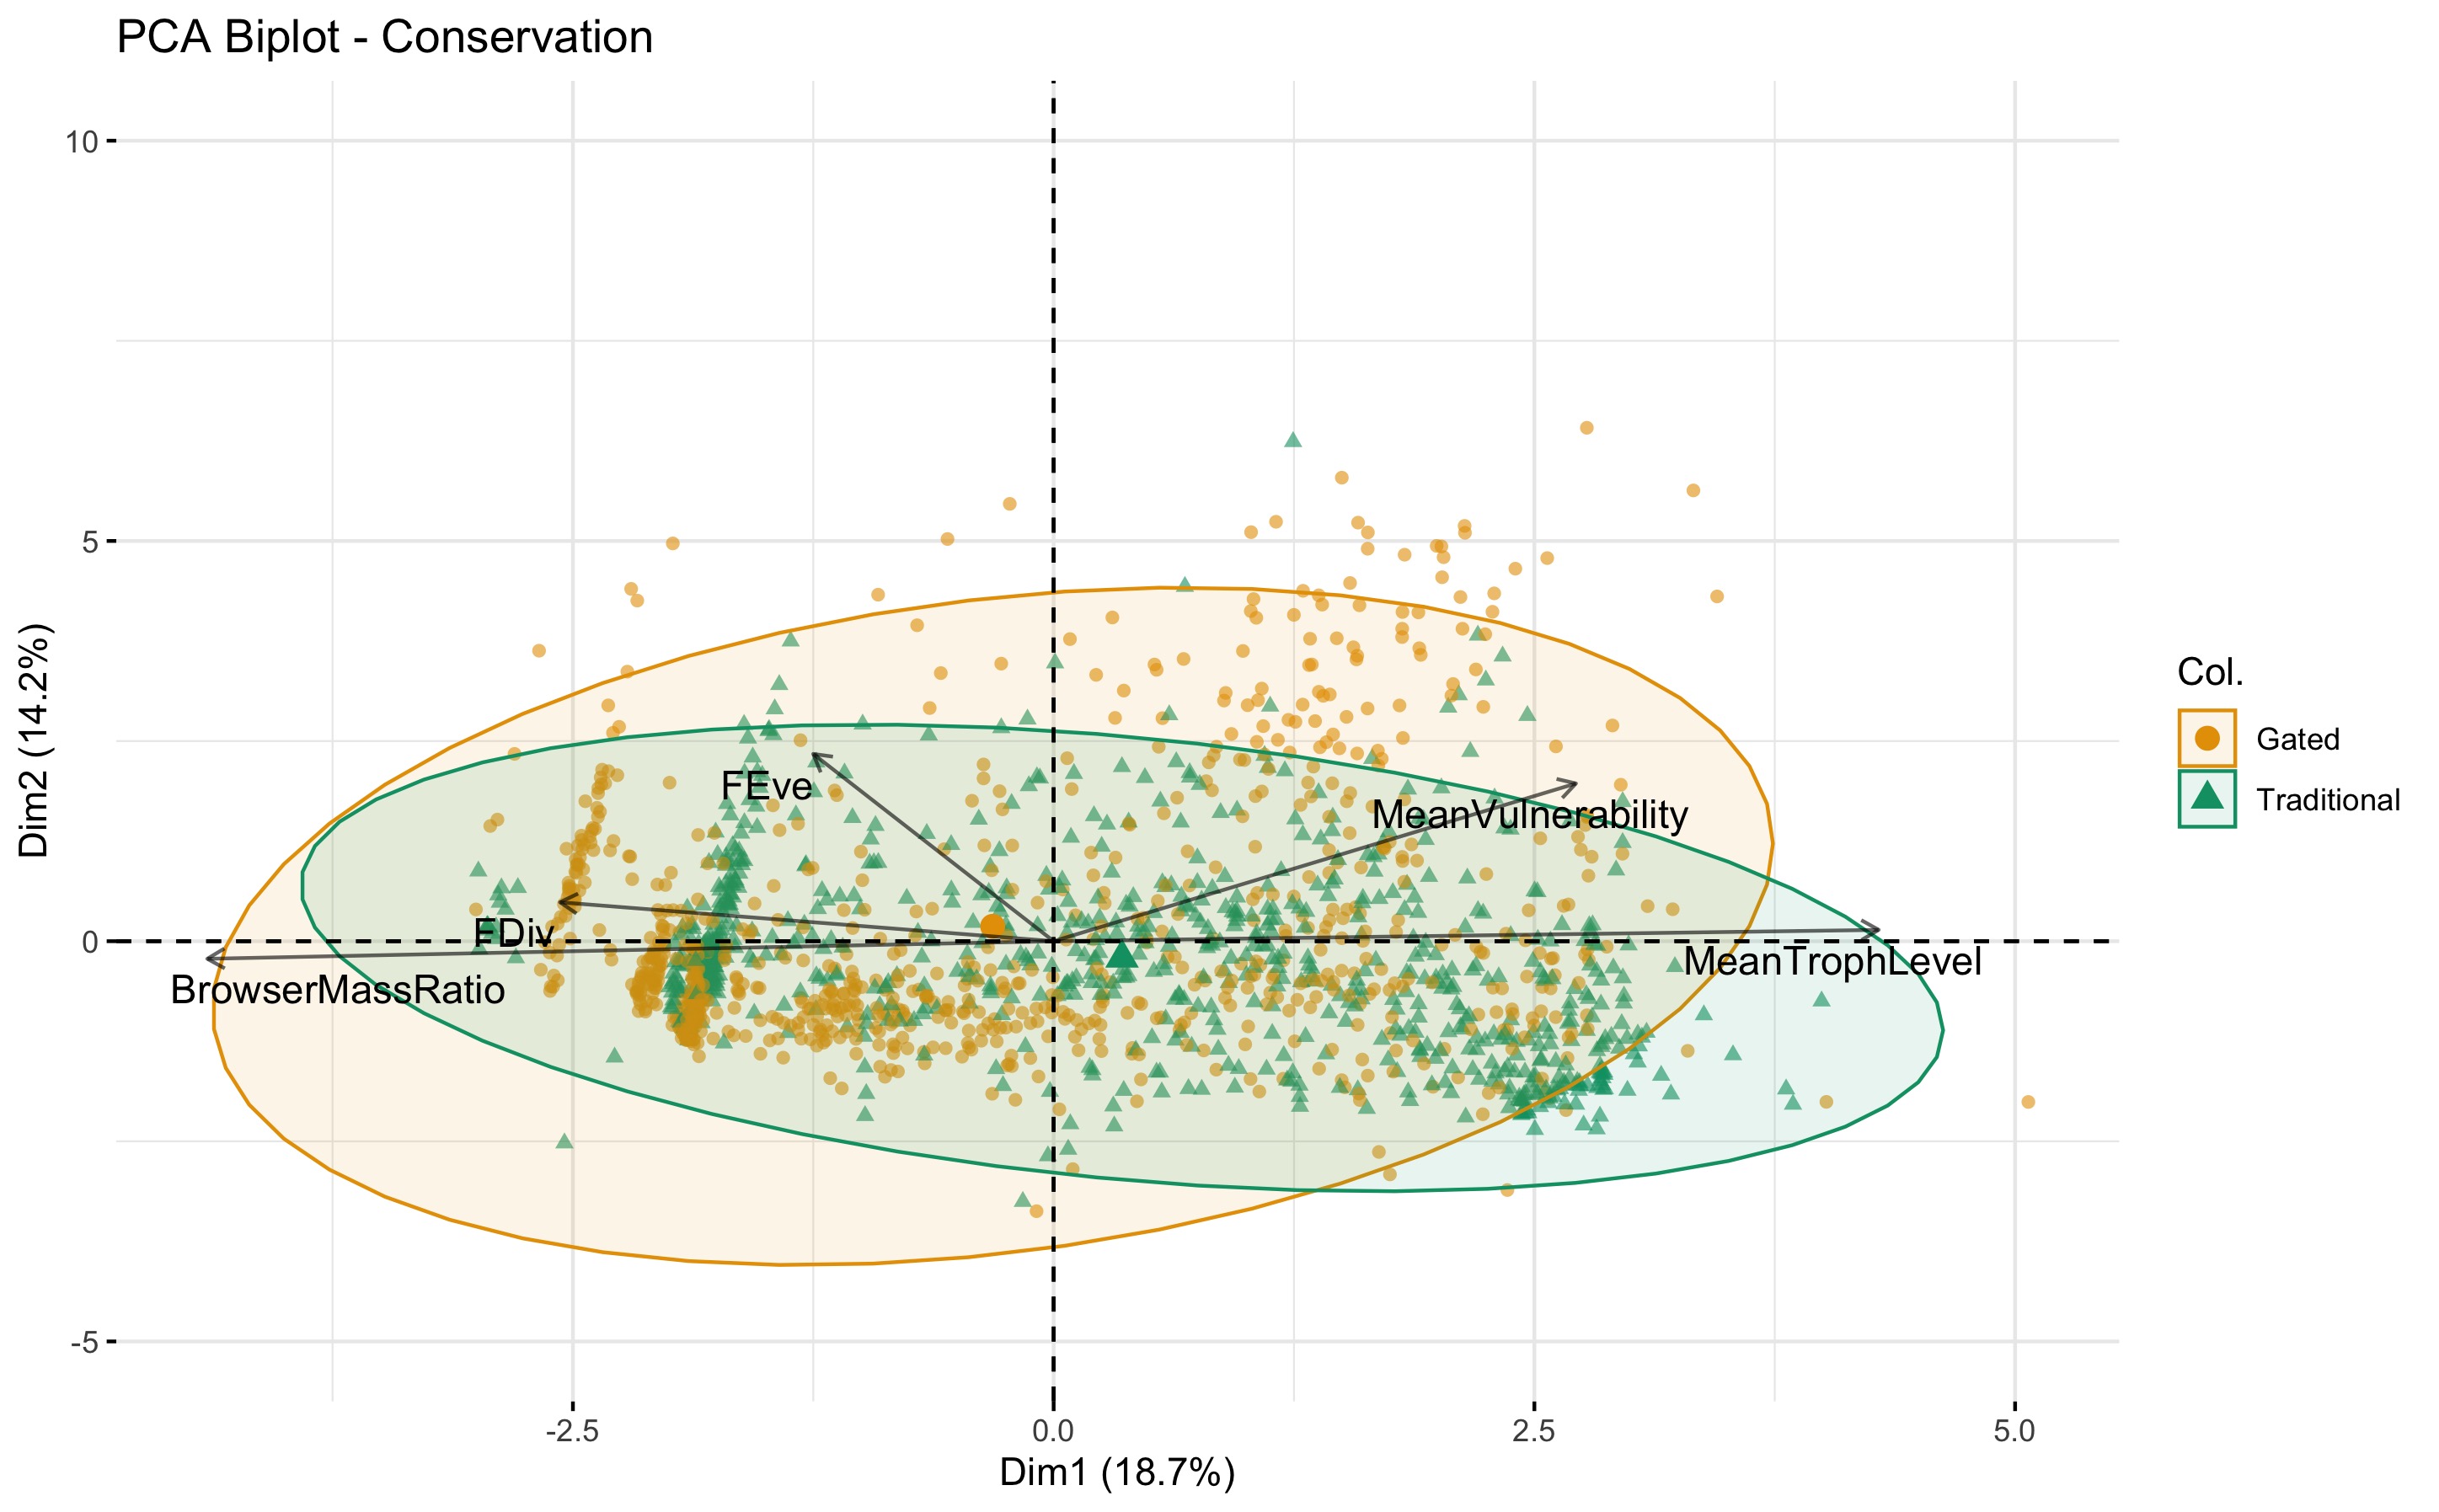 PCA Biplot - Conservation
10
5
0
-5
Dim2 (14.2%)
FEve
MeanVulnerability
FDiv
MeanTrophLevel
BrowserMassRatio
-2.5
0.0
2.5
5.0
Dim1 (18.7%)
Col.
Gated
Traditional